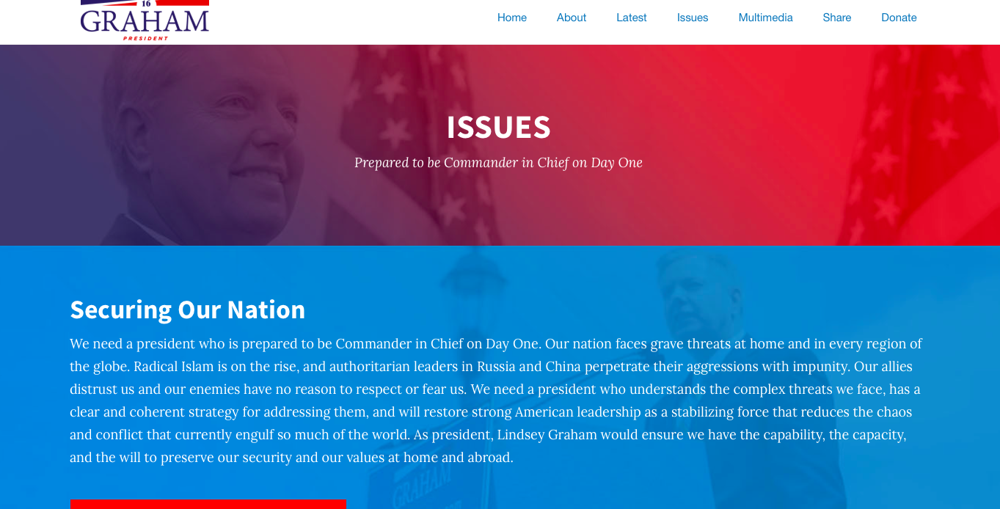 16
GRAHAM
PRESIDENT
Home About Latest Issues Multimedia Share Donate
ISSUES
Prepared to be Commander in Chief on Day One
Securing Our Nation
We need a president who is prepared to be Commander in Chief on Day One. Our nation faces grave threats at home and in every region of
the globe. Radical Islam is on the rise, and authoritarian leaders in Russia and China perpetrate their aggressions with impunity. Our allies
distrust us and our enemies have no reason to respect or fear us. We need a president who understands the complex threats we face, has a
clear and coherent strategy for addressing them, and will restore strong American leadership as a stabilizing force that reduces the chaos
and conflict that currently engulf so much of the world. As president, Lindsey Graham would ensure we have the capability, the capacity,
and the will to preserve our security and our values at home and abroad.
GRAHAM